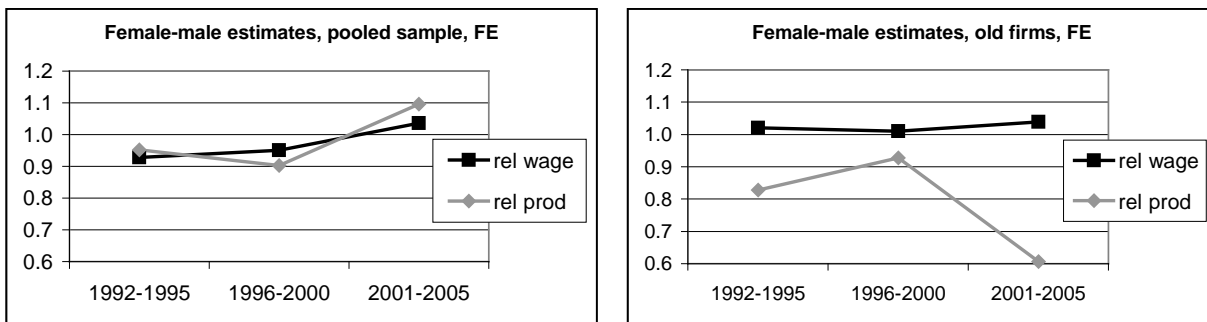 Female-male estimates, pooled sample, FE
1.2
1.1
1.0
0.9
0.8
0.7
0.6
rel wage
rel prod
1992-1995 1996-2000 2001-2005
Female-male estimates, old firms, FE
1.2
1.1
1.0
0.9
0.8
0.7
0.6
rel wage
rel prod
1992-1995 1996-2000 2001-2005